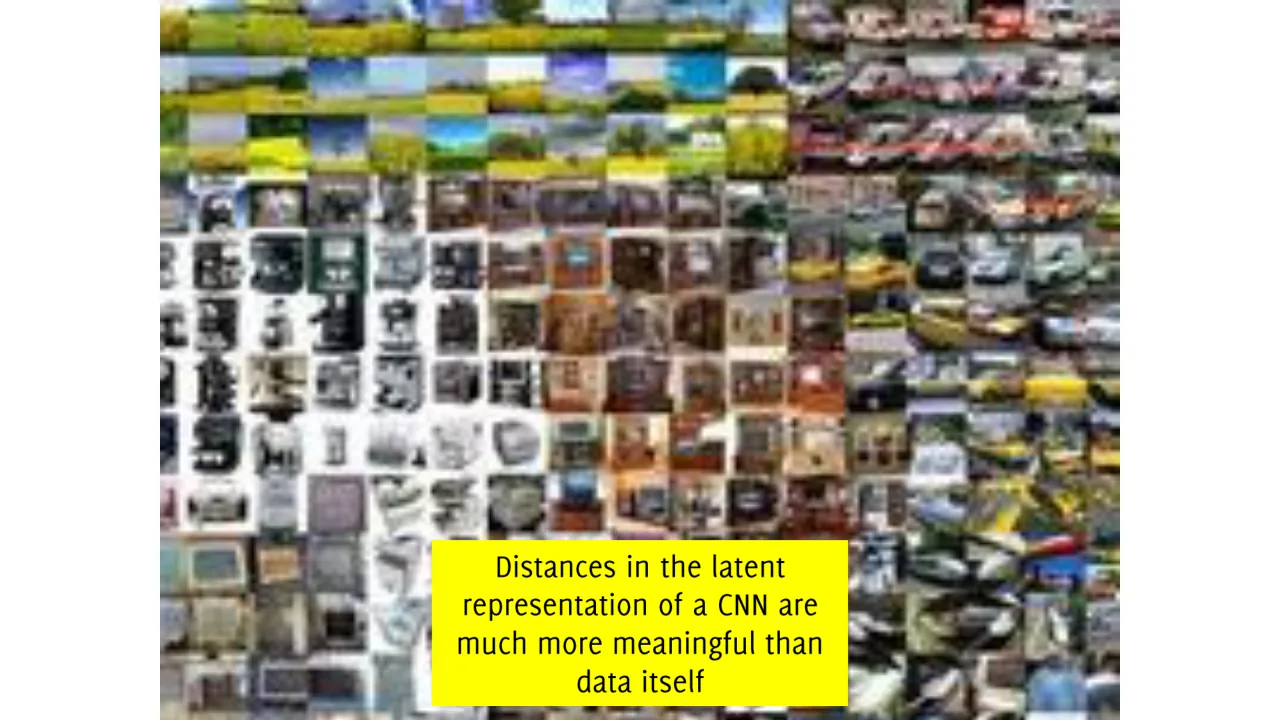 Distances in the latent
representation of a CNN are
much more meaningful than
data itself